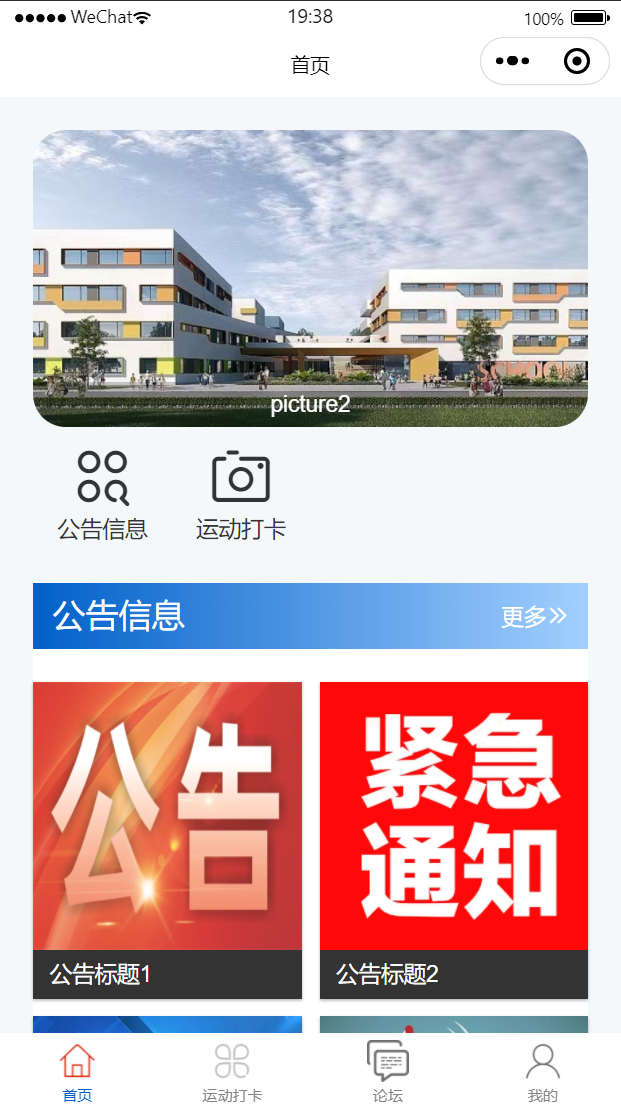 WeChat
19:38
100%
首页
picture2
公告信息
运动打卡
公告信息
更多
公告
紧急
通知
公告标题1
公告标题2
首页
运动打卡
论坛
我的